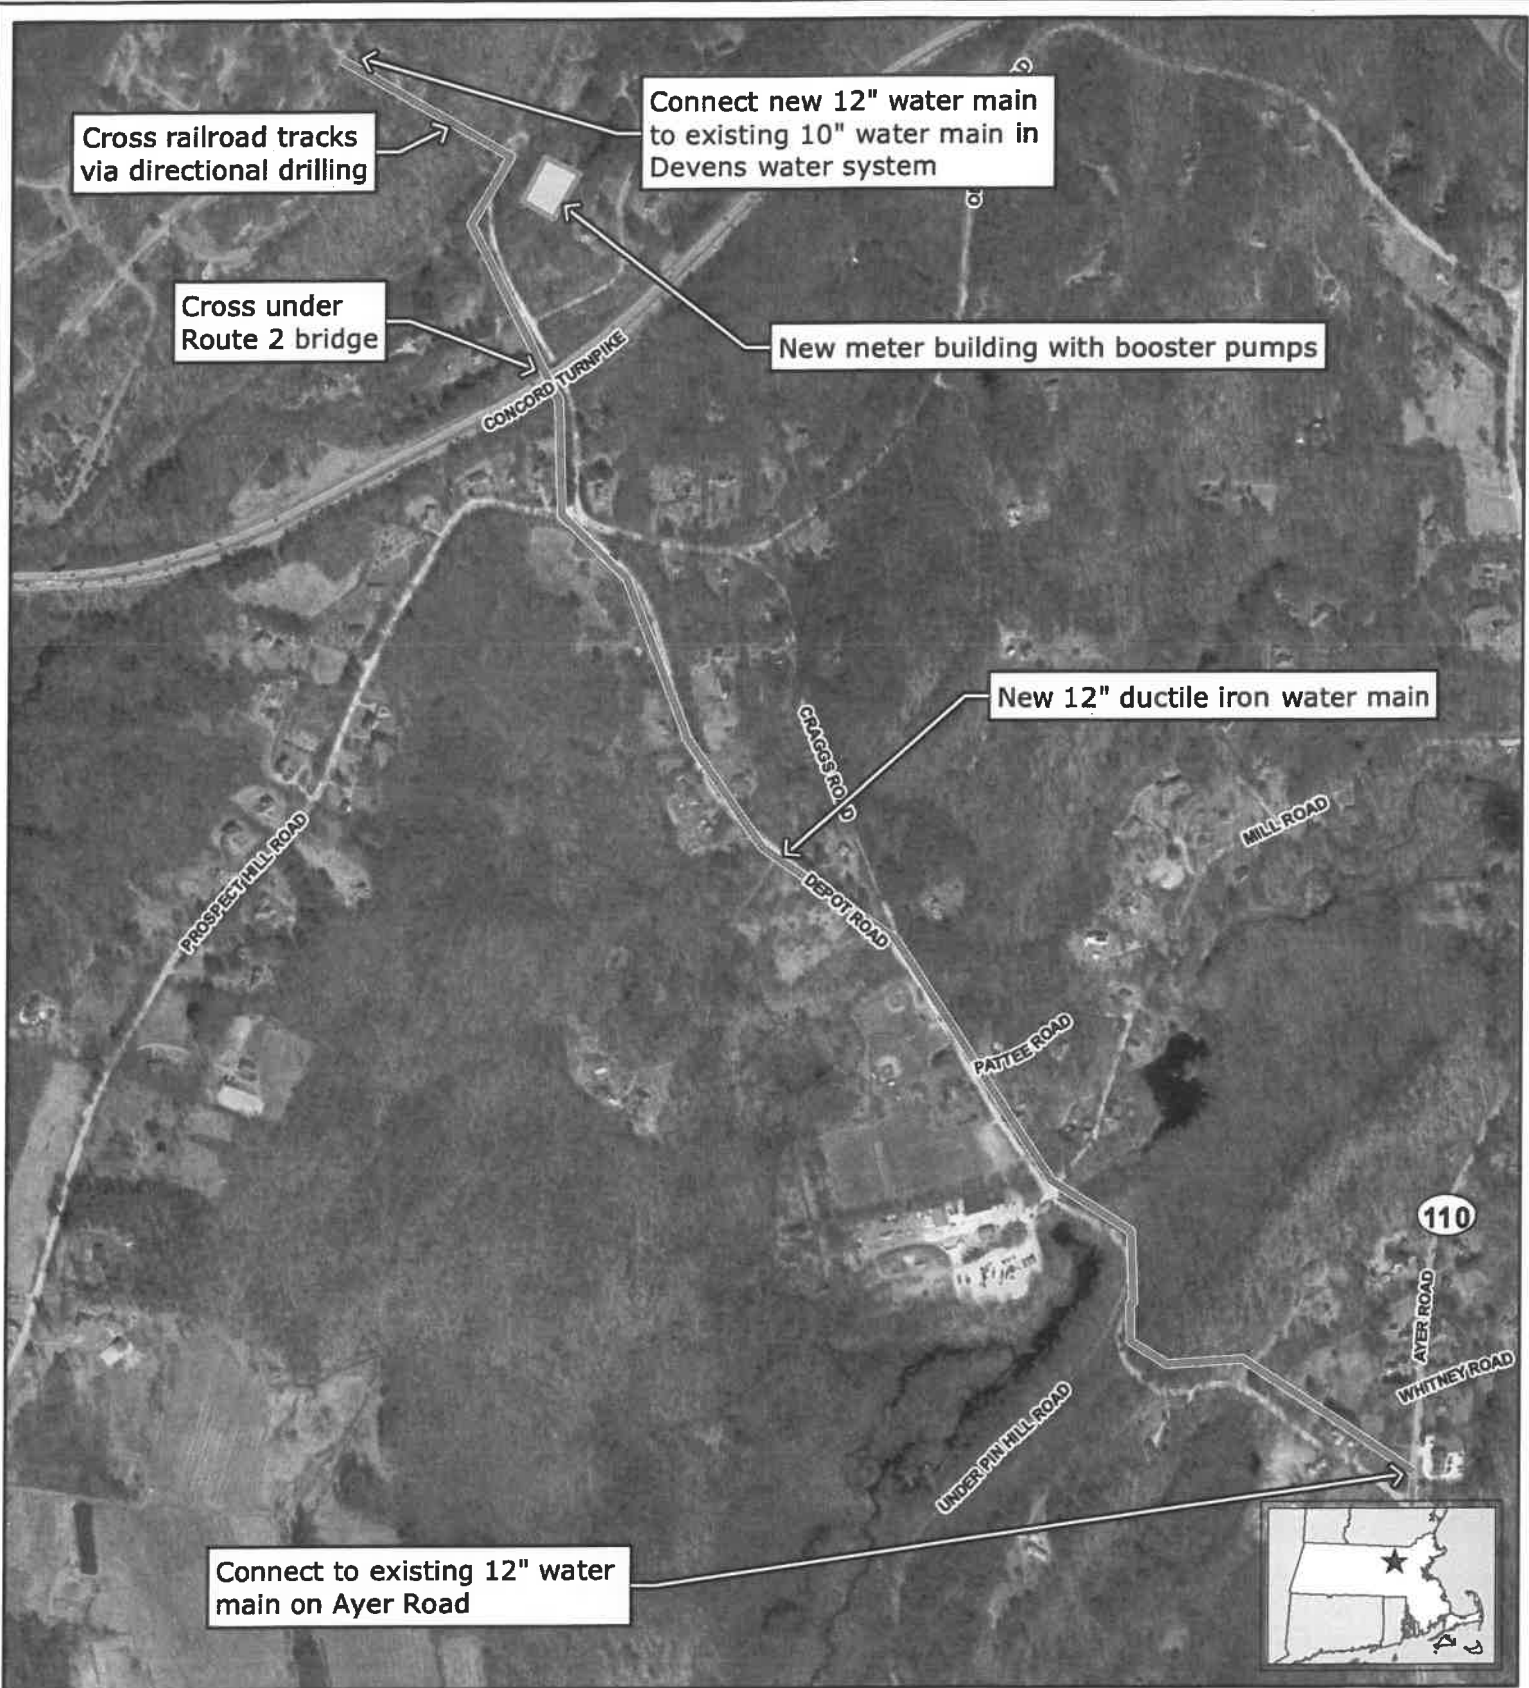 Connect new 12" water main
to existing 10" water main in
Devens water system
Cross railroad tracks
via directional drilling
Cross under
Route 2 bridge
New meter building with booster pumps
CONCORD TURNPIKE
New 12" ductile iron water main
CRAGGS ROAD
MILL ROAD
PROSPECT HILL ROAD
DEPOT ROAD
PATTEE ROAD
110
AYER ROAD
WHITNEY ROAD
UNDER PIN HILL ROAD
Connect to existing 12" water
main on Ayer Road